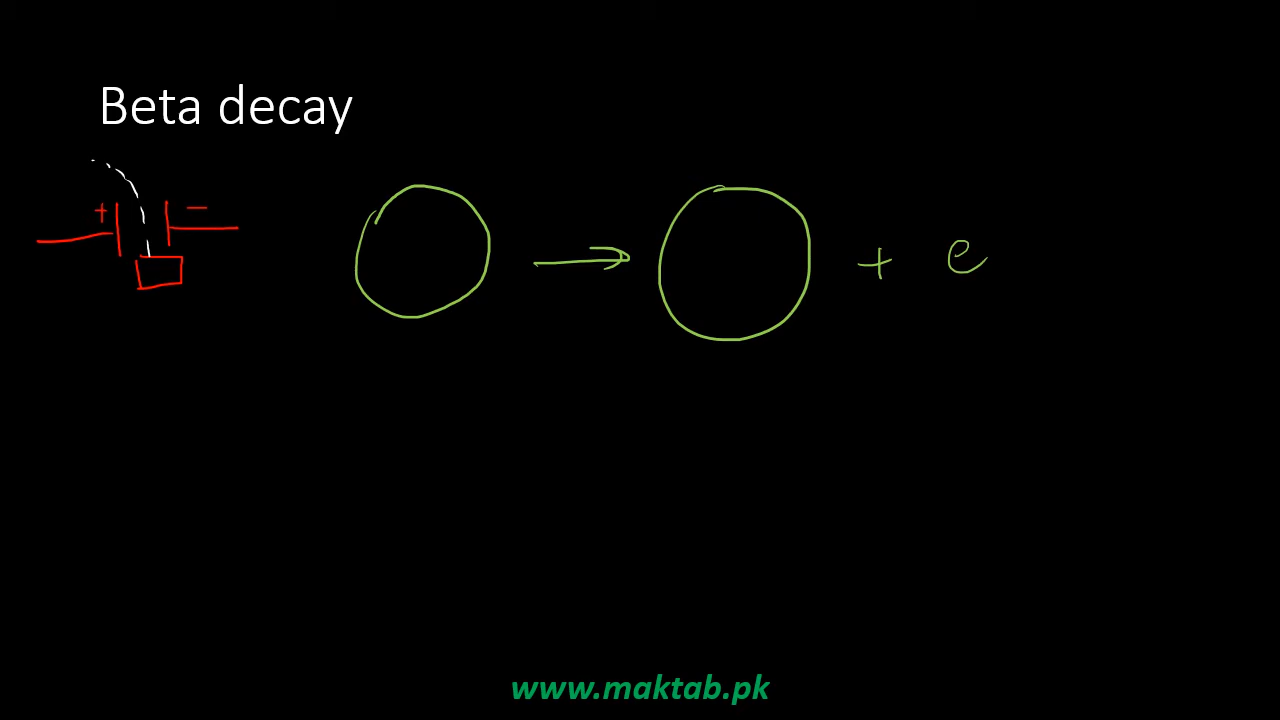 Beta decay
+ −
+ e
www.maktab.pk